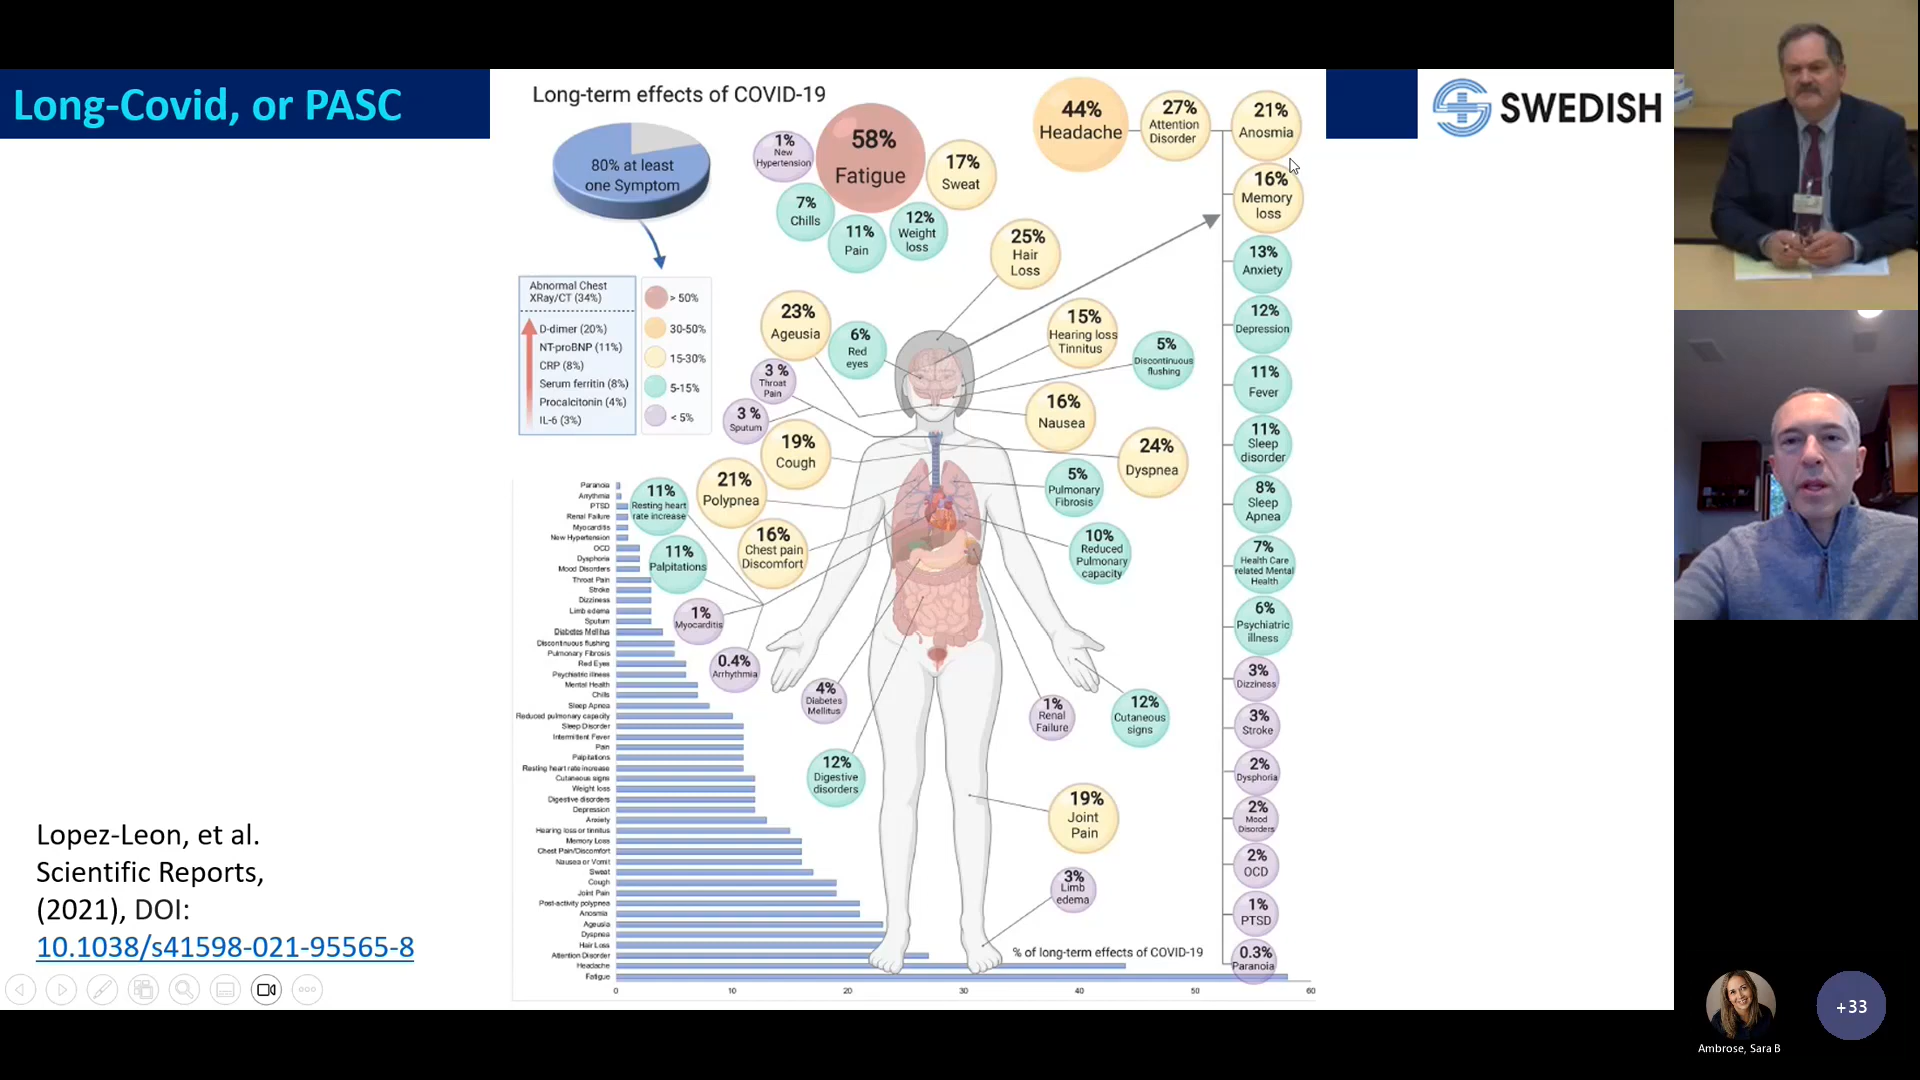 Long-Covid, or PASC
SWEDISH
Long-term effects of COVID-19
80% at least
one Symptom
1%
New
Hypertension
58%
Fatigue
17%
Sweat
7%
Chills
11%
Pain
12%
Weight
loss
44%
Headache
27%
Attention
Disorder
21%
Anosmia
16%
Memory
loss
13%
Anxiety
12%
Depression
11%
Fever
11%
Sleep
disorder
8%
Sleep
Apnea
7%
Health Care
related Mental
Health
6%
Psychiatric
illness
3%
Dizziness
3%
Stroke
2%
Dysphoria
2%
Mood
Disorders
2%
OCD
1%
PTSD
0.3%
Paranoia
Abnormal Chest
XRay/CT (34%)
D-dimer (20%)
NT-proBNP (11%)
CRP (8%)
Serum ferritin (8%)
Procalcitonin (4%)
IL-6 (3%)
> 50%
30-50%
15-30%
5-15%
< 5%
25%
Hair
Loss
23%
Ageusia
6%
Red
eyes
15%
Hearing loss
Tinnitus
5%
Discontinuous
flushing
3 %
Throat
Pain
3 %
Sputum
16%
Nausea
19%
Cough
24%
Dyspnea
21%
Polypnea
5%
Pulmonary
Fibrosis
11%
Resting heart
rate increase
16%
Chest pain
Discomfort
10%
Reduced
Pulmonary
capacity
11%
Palpitations
1%
Myocarditis
0.4%
Arrhythmia
4%
Diabetes
Mellitus
1%
Renal
Failure
12%
Cutaneous
signs
12%
Digestive
disorders
19%
Joint
Pain
3%
Limb
edema
Paranoia
Arrythmia
PTSD
Renal Failure
Myocarditis
New Hypertension
OCD
Dysphoria
Mood Disorders
Throat Pain
Stroke
Dizziness
Limb edema
Sputum
Diabetes Mellitus
Discontinuous flushing
Pulmonary Fibrosis
Red Eyes
Psychiatric illness
Mental Health
Chills
Sleep Apnea
Reduced pulmonary capacity
Sleep Disorder
Intermittent Fever
Pain
Palpitations
Resting heart rate increase
Cutaneous signs
Weight loss
Digestive disorders
Depression
Anxiety
Hearing loss or tinnitus
Memory Loss
Chest Pain/Discomfort
Nausea or Vomit
Sweat
Cough
Joint Pain
Post-activity polypnea
Anosmia
Ageusia
Dyspnea
Hair Loss
Attention Disorder
Headache
Fatigue
% of long-term effects of COVID-19
0 10 20 30 40 50 60
Lopez-Leon, et al.
Scientific Reports,
(2021), DOI:
10.1038/s41598-021-95565-8
+33
Ambrose, Sara B